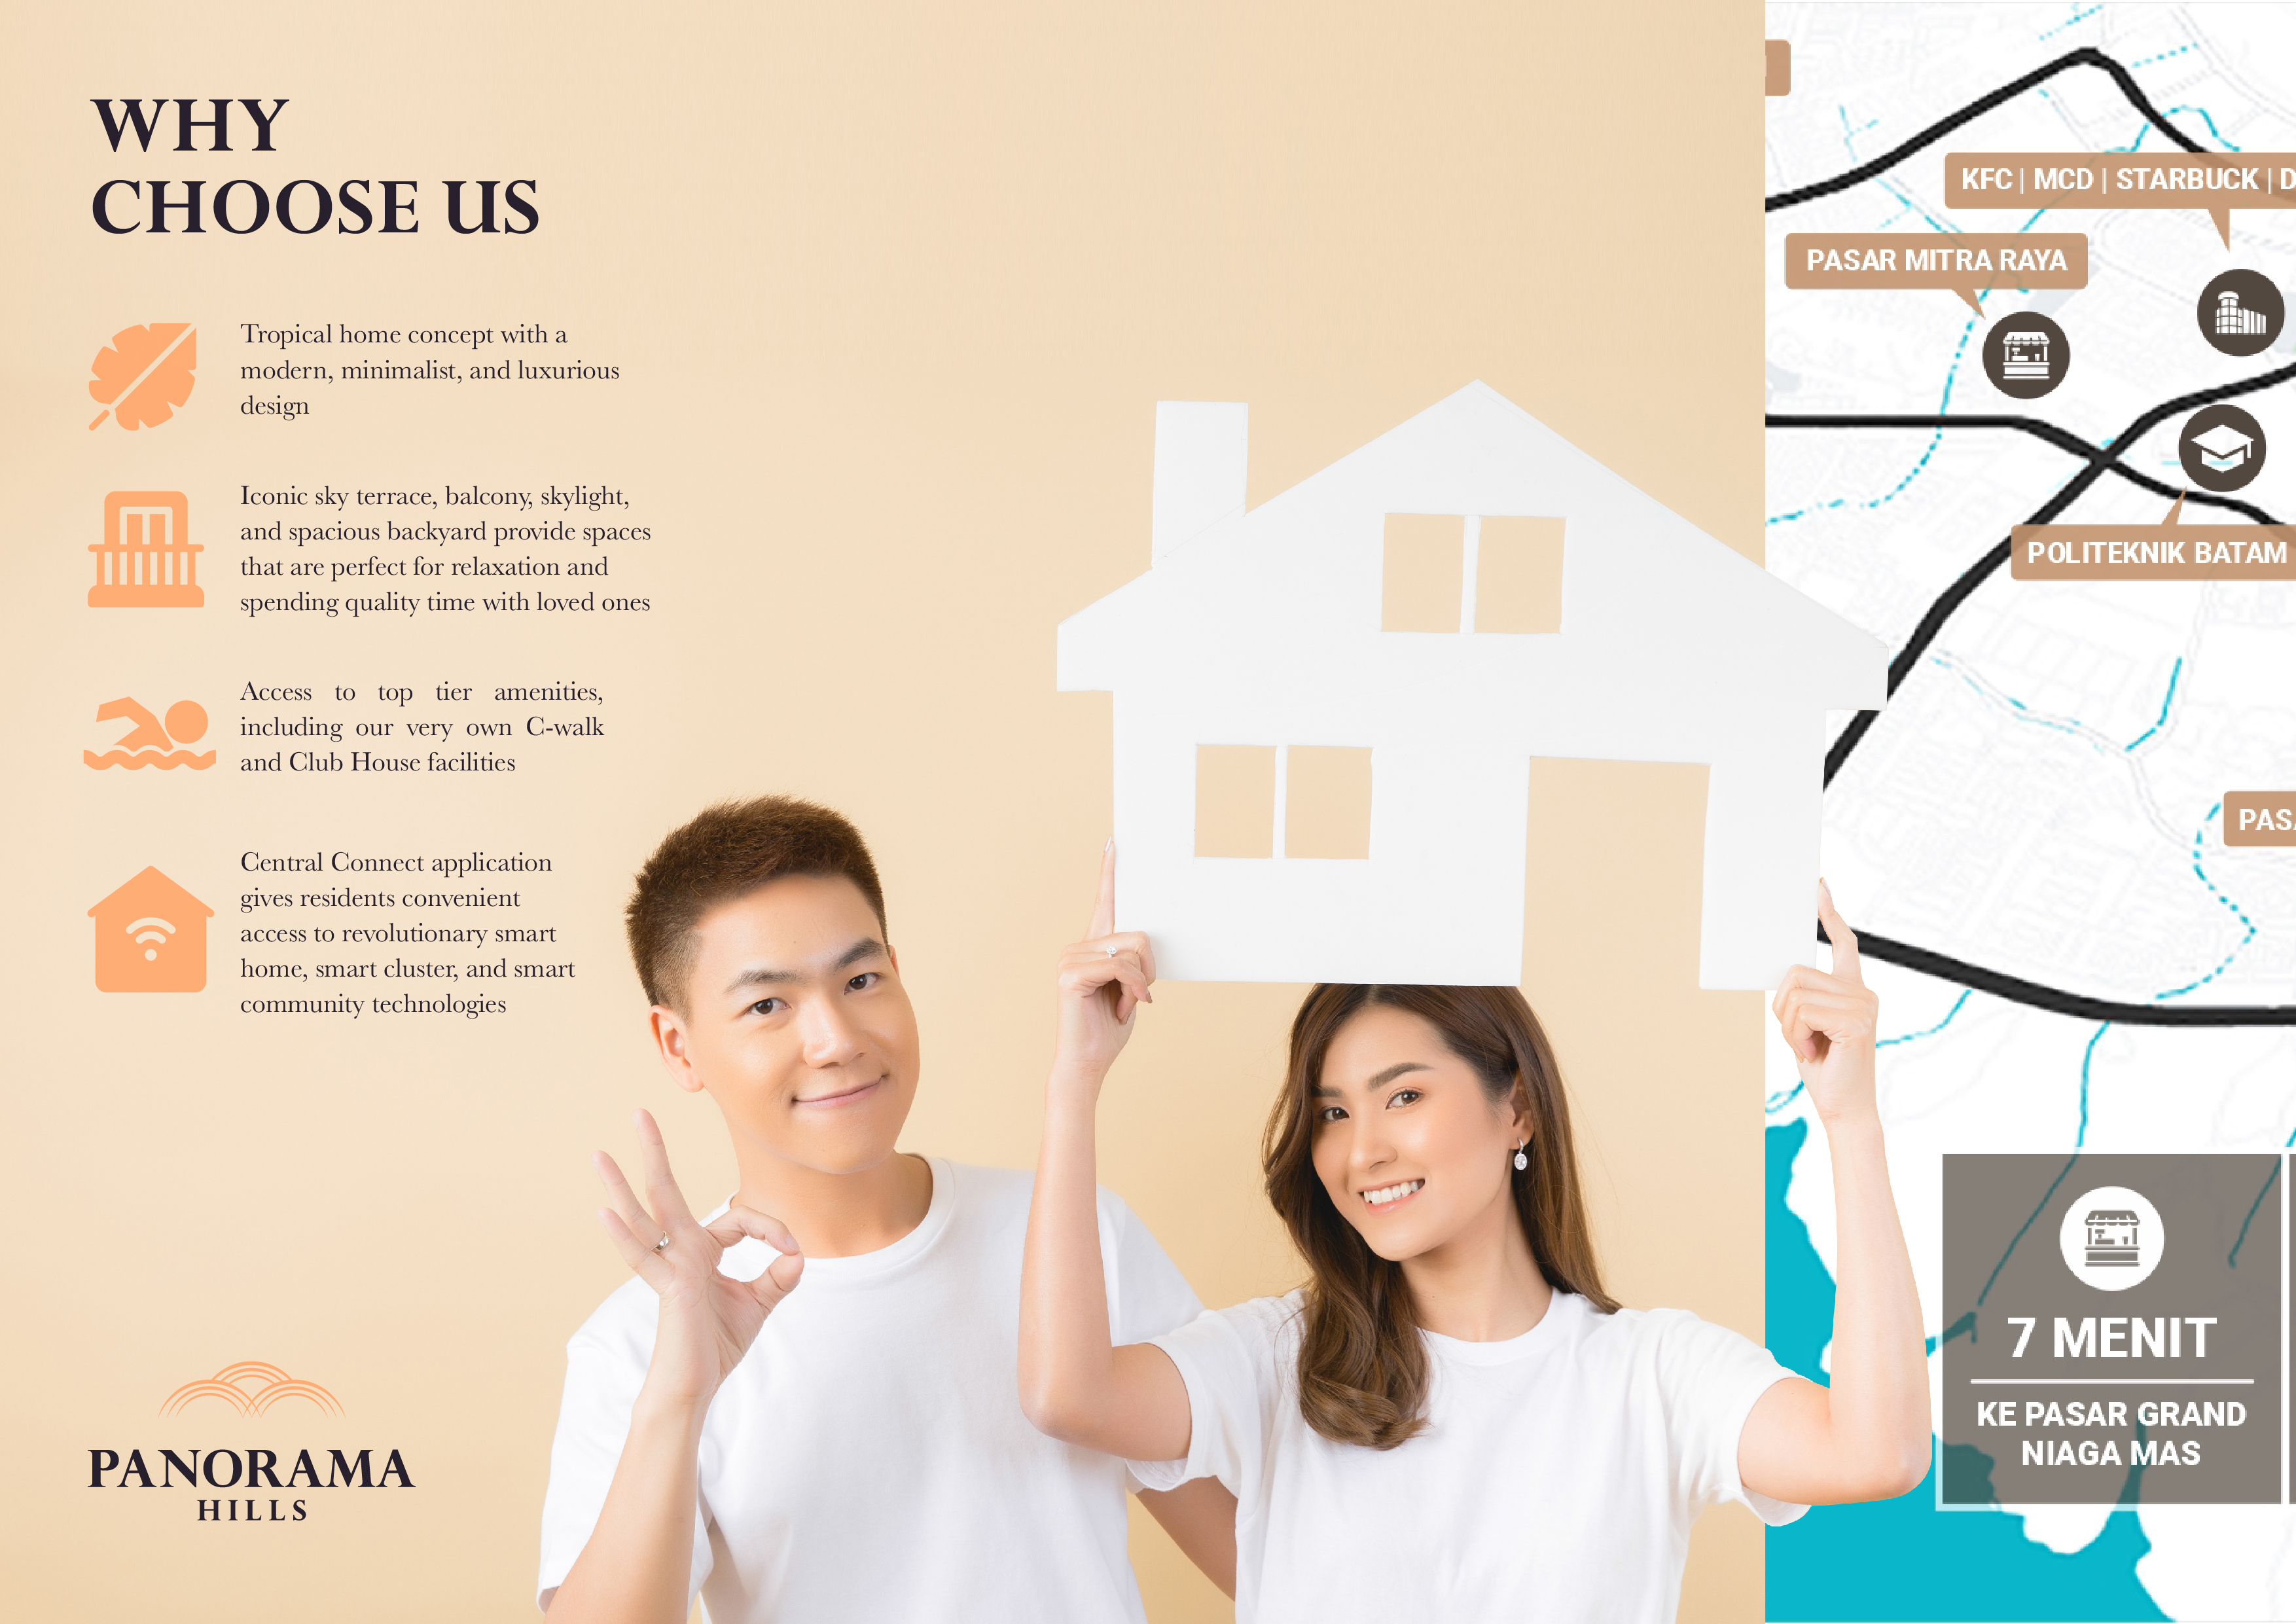 WHY
CHOOSE US
Tropical home concept with a
modern, minimalist, and luxurious
design
Iconic sky terrace, balcony, skylight,
and spacious backyard provide spaces
that are perfect for relaxation and
spending quality time with loved ones
Access to top tier amenities,
including our very own C-walk
and Club House facilities
Central Connect application
gives residents convenient
access to revolutionary smart
home, smart cluster, and smart
community technologies
PANORAMA
HILLS
KFC | MCD | STARBUCK | D
PASAR MITRA RAYA
POLITEKNIK BATAM
PAS
7 MENIT
KE PASAR GRAND
NIAGA MAS